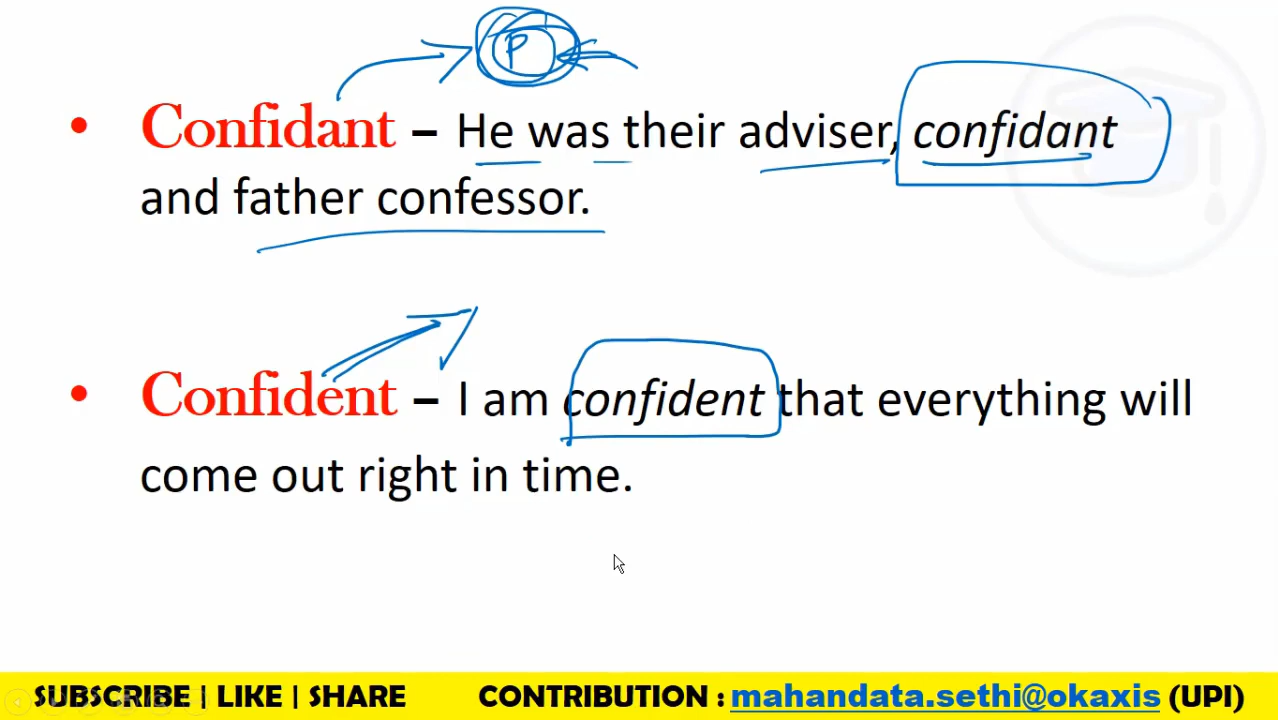 P
• Confidant – He was their adviser, confidant
and father confessor.
• Confident – I am confident that everything will
come out right in time.
SUBSCRIBE | LIKE | SHARE CONTRIBUTION : mahandata.sethi@okaxis (UPI)